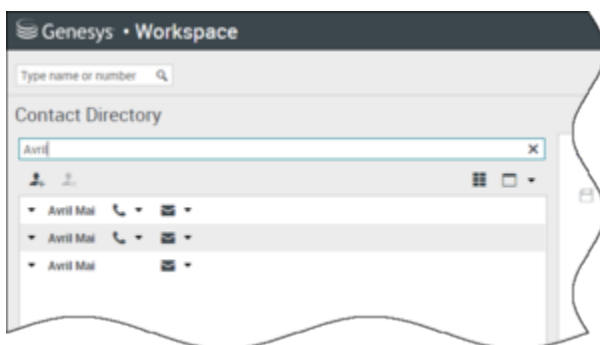 Genesys • Workspace
Type name or number
Contact Directory
Avril
Avril Mai
Avril Mai
Avril Mai